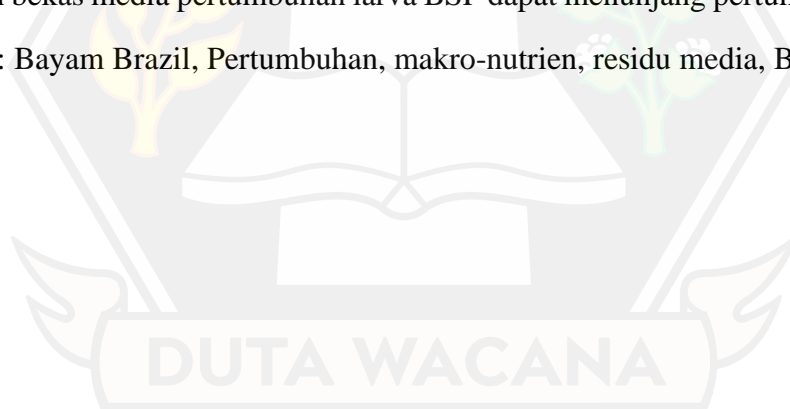 bekas media pertumbuhan larva BSF dapat menunjang
: Bayam Brazil, Pertumbuhan, makro-nutrien, residu media, B
DUTA WACANA